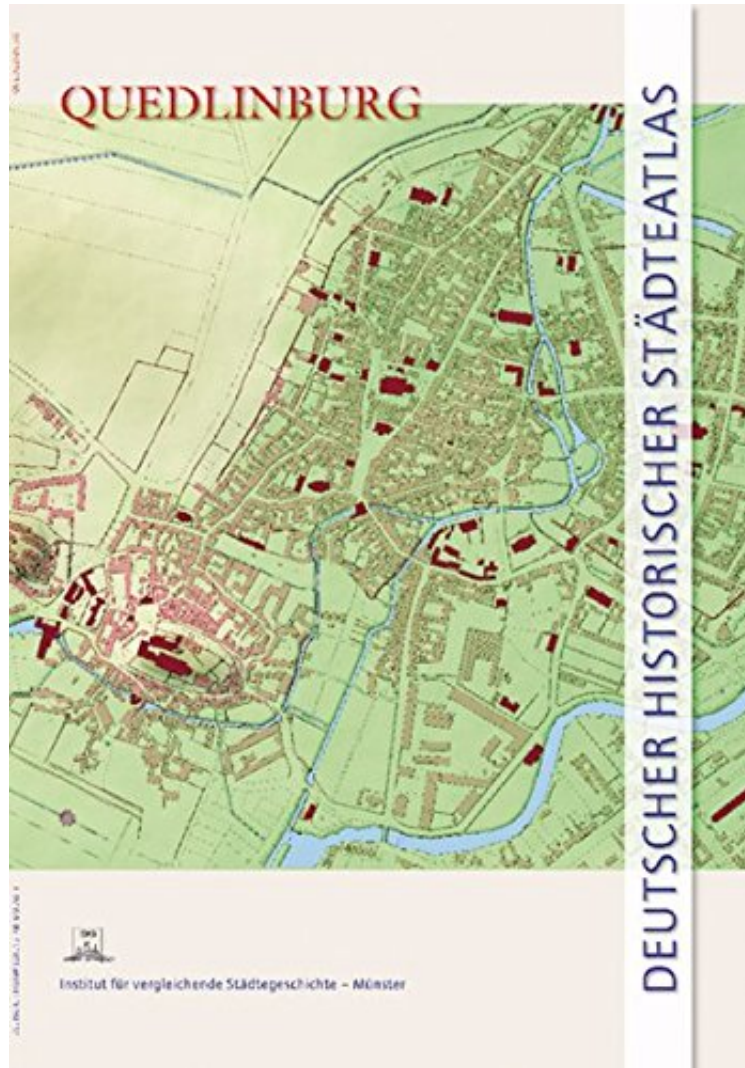 QUEDLINBURG
DEUTSCHER HISTORISCHER STÄDTEATLAS
Institut für vergleichende Städtegeschichte – Münster